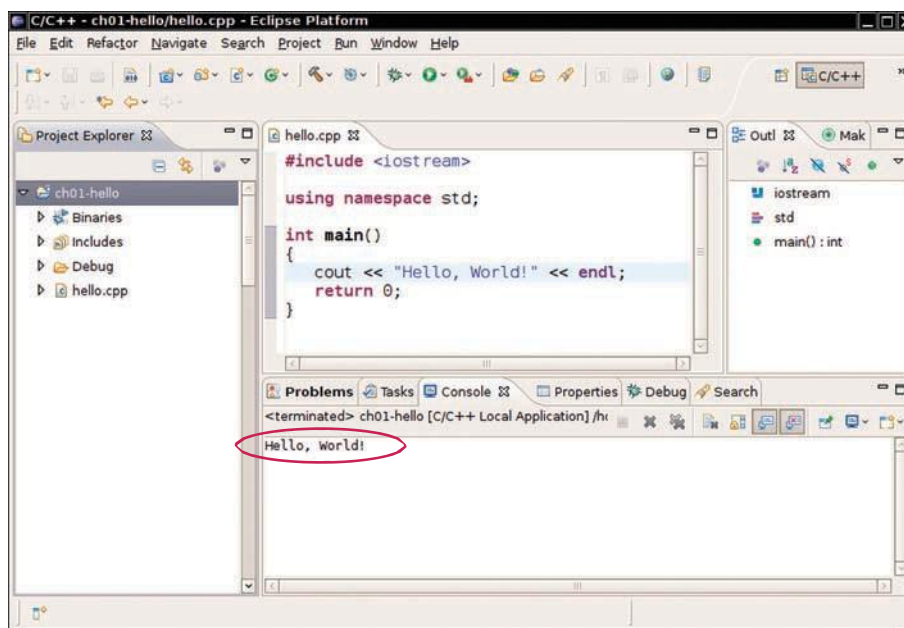 C/C++ - ch01-hello/hello.cpp - Eclipse Platform
File Edit Refactor Navigate Search Project Run Window Help
C/C++
Project Explorer
ch01-hello
Binaries
Includes
Debug
hello.cpp
hello.cpp
#include <iostream>
using namespace std;
int main()
{
cout << "Hello, World!" << endl;
return 0;
}
Outl Mak
iostream
std
main() : int
Problems Tasks Console Properties Debug Search
<terminated> ch01-hello [C/C++ Local Application]
Hello, World!